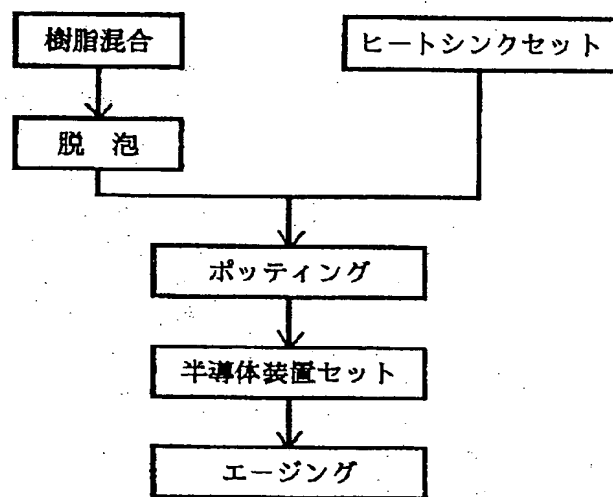 樹脂混合
ヒートシンクセット
脱 泡
ポッティング
半導体装置セット
エージング